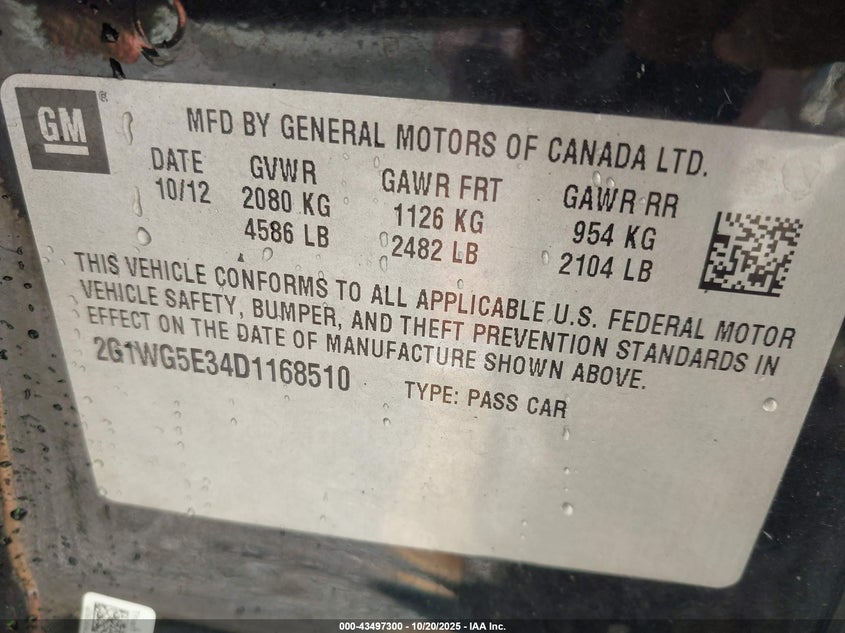 GM ®
MFD BY GENERAL MOTORS OF CANADA LTD.
DATE GVWR GAWR FRT GAWR RR
10/12 2080 KG 1126 KG 954 KG
4586 LB 2482 LB 2104 LB
THIS VEHICLE CONFORMS TO ALL APPLICABLE U.S. FEDERAL MOTOR
VEHICLE SAFETY, BUMPER, AND THEFT PREVENTION STANDARDS IN
EFFECT ON THE DATE OF MANUFACTURE SHOWN ABOVE.
2G1WG5E34D1168510 TYPE: PASS CAR
000-43497300 - 10/20/2025 - IAA Inc.